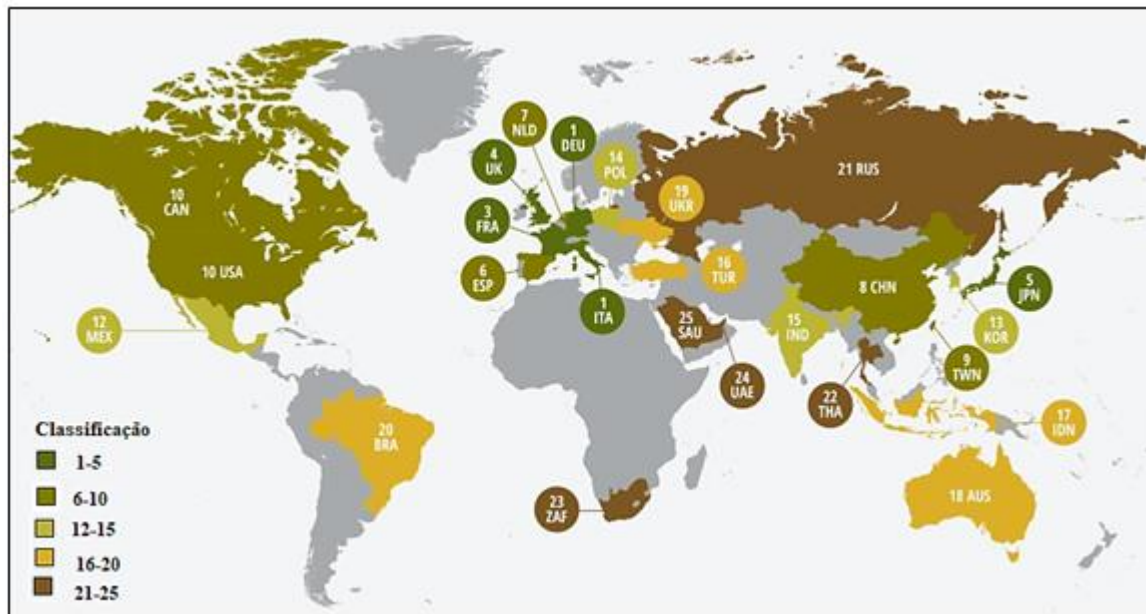 7
NLD
1
DEU
4
UK
14
POL
21 RUS
10
CAN
19
UKR
3
FRA
10 USA
6
ESP
16
TUR
8 CHN
5
JPN
12
MEX
1
ITA
25
SAU
15
IND
13
KOR
24
UAE
9
TWN
22
THA
17
IDN
20
BRA
23
ZAF
18 AUS
Classificação
1-5
6-10
12-15
16-20
21-25